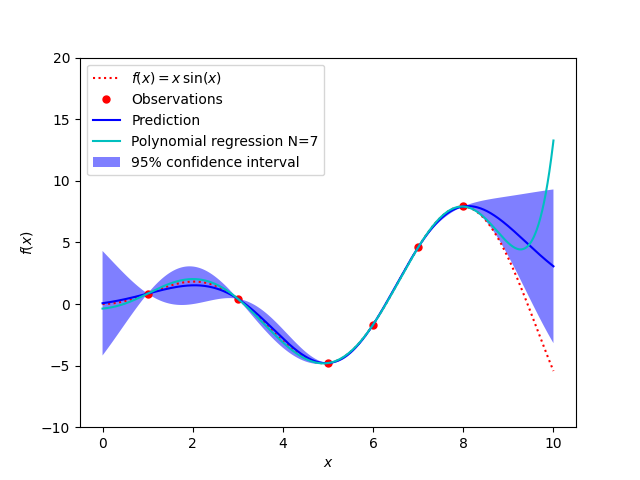 20
15
10
5
0
−5
−10
f(x)
f(x) = x sin(x)
Observations
Prediction
Polynomial regression N=7
95% confidence interval
0 2 4 6 8 10
x